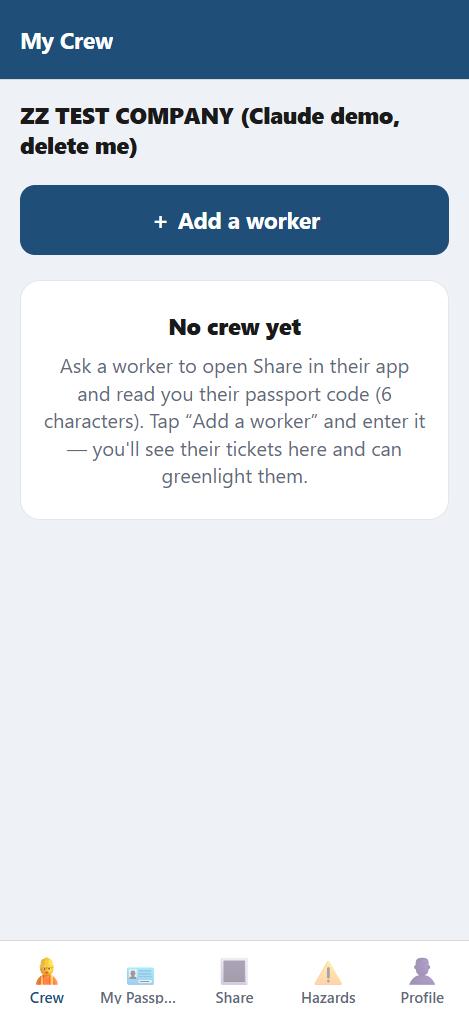 My Crew
ZZ TEST COMPANY (Claude demo,
delete me)
+ Add a worker
No crew yet
Ask a worker to open Share in their app
and read you their passport code (6
characters). Tap “Add a worker” and enter it
— you'll see their tickets here and can
greenlight them.
Crew
My Passp...
Share
Hazards
Profile